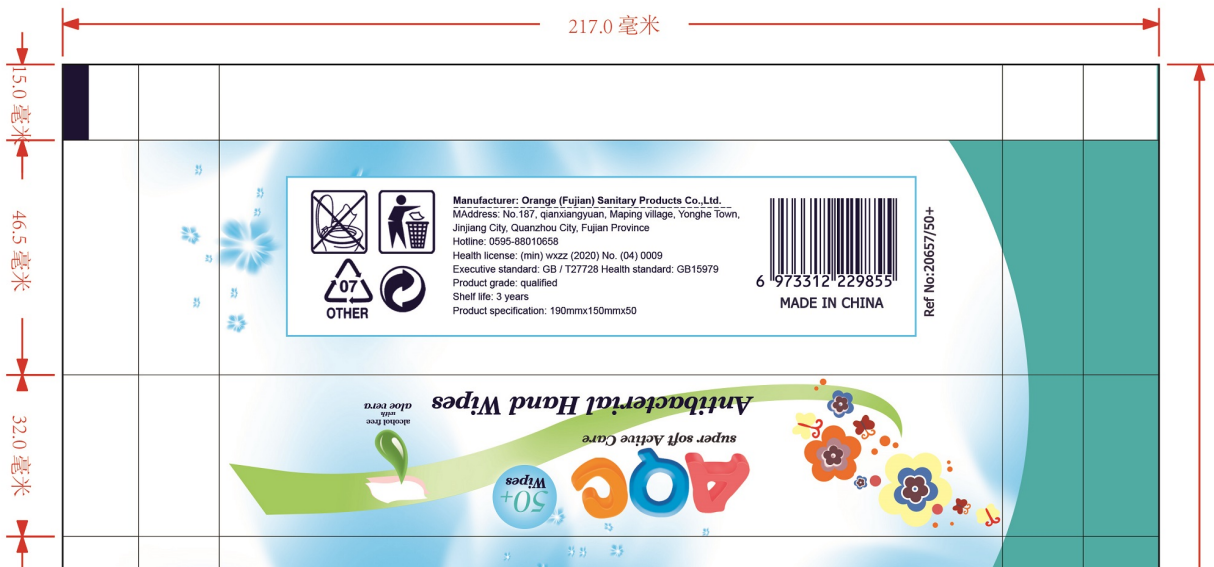 217.0 毫米
15.0 毫米
46.5 毫米
32.0 毫米
Manufacturer: Orange (Fujian) Sanitary Products Co.,Ltd.
MAddress: No.187, qianxiangyuan, Maping village, Yonghe Town,
Jinjiang City, Quanzhou City, Fujian Province
Hotline: 0595-88010658
Health license: (min) wxzz (2020) No. (04) 0009
Executive standard: GB / T27728 Health standard: GB15979
Product grade: qualified
Shelf life: 3 years
Product specification: 190mmx150mmx50
07
OTHER
6 973312 229855
MADE IN CHINA
Ref No:20657/50+
AQC
super soft Active Care
Antibacterial Hand Wipes
50+
Wipes
alcohol free
with
aloe vera